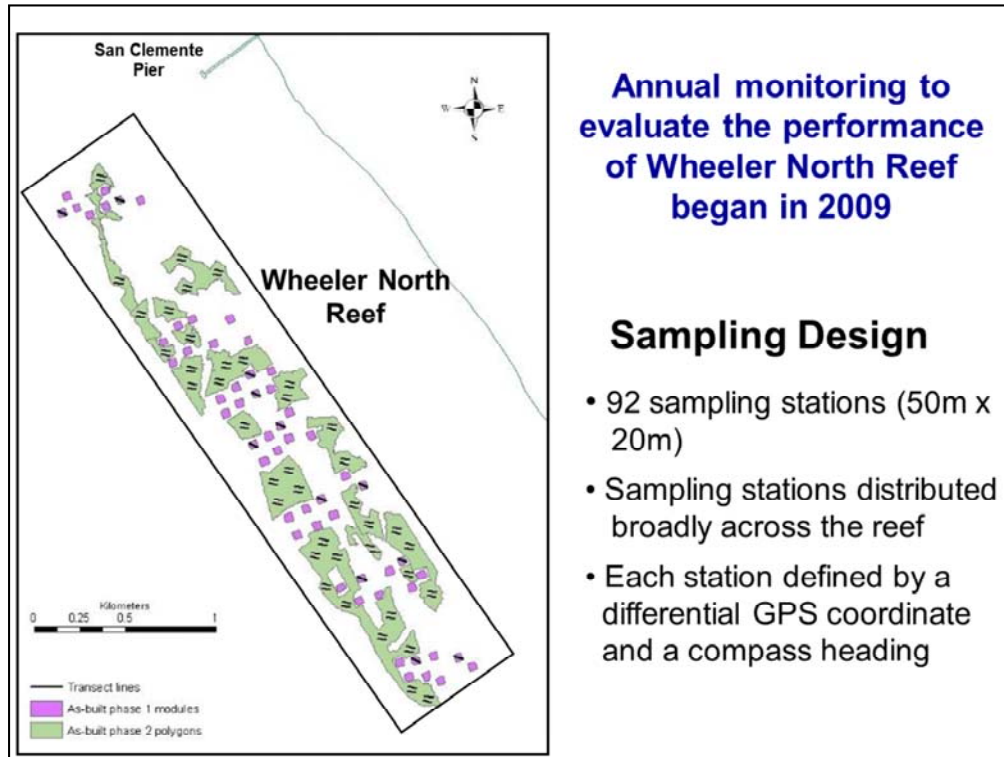 San Clemente
Pier
N
W
E
N
Wheeler North
Reef
Kilometers
0 0.25 0.5 1
Transect lines
As-built phase 1 modules
As-built phase 2 polygons
Annual monitoring to
evaluate the performance
of Wheeler North Reef
began in 2009
Sampling Design
• 92 sampling stations (50m x
20m)
• Sampling stations distributed
broadly across the reef
• Each station defined by a
differential GPS coordinate
and a compass heading